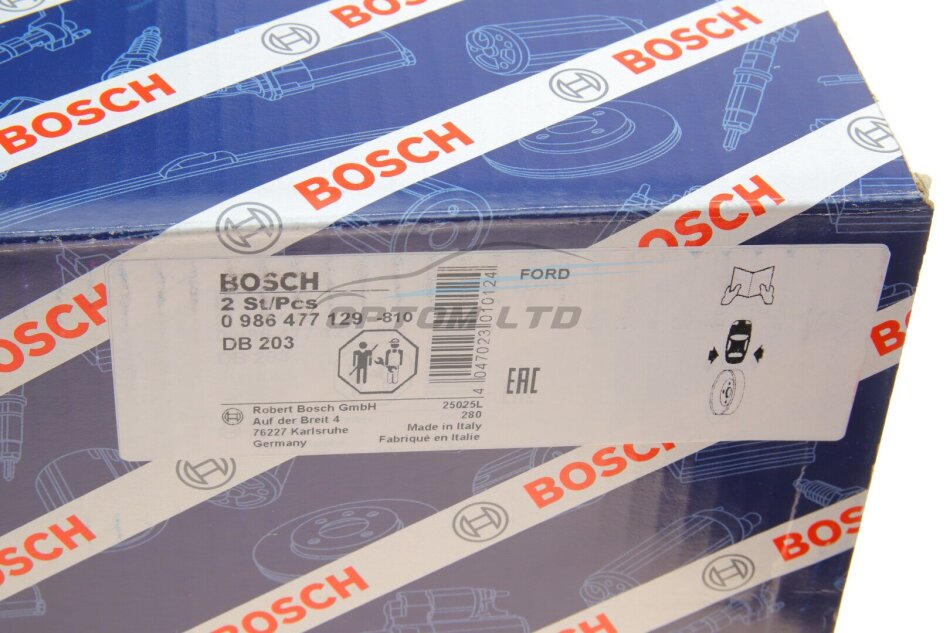 BOSCH
BOSCH
BOSCH
BOSCH
BOSCH
BOSCH
BOSCH
2 St/Pcs
0 986 477 129 -810
DB 203
FORD
4 047023 010124
EAC
Robert Bosch GmbH
Auf der Breit 4
76227 Karlsruhe
Germany
25025L
280
Made in Italy
Fabriqué en Italie
OPTOM LTD
BOSCH
BOSCH
BOSCH
BOSCH
BOSCH